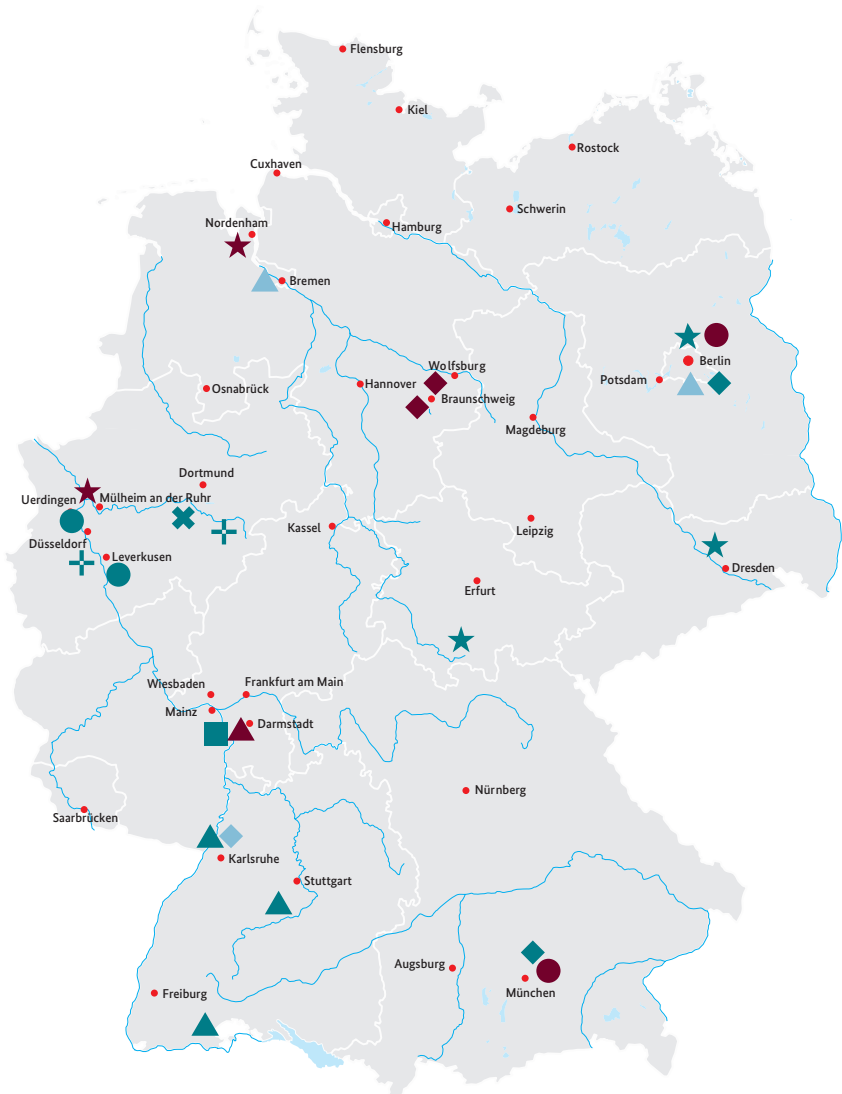 Flensburg
Kiel
Rostock
Cuxhaven
Schwerin
Nordenham
Hamburg
Bremen
Berlin
Wolfsburg
Potsdam
Hannover
Osnabrück
Braunschweig
Magdeburg
Dortmund
Uerdingen
Mülheim an der Ruhr
Kassel
Leipzig
Düsseldorf
Leverkusen
Dresden
Erfurt
Wiesbaden
Frankfurt am Main
Mainz
Darmstadt
Nürnberg
Saarbrücken
Karlsruhe
Stuttgart
Augsburg
Freiburg
München